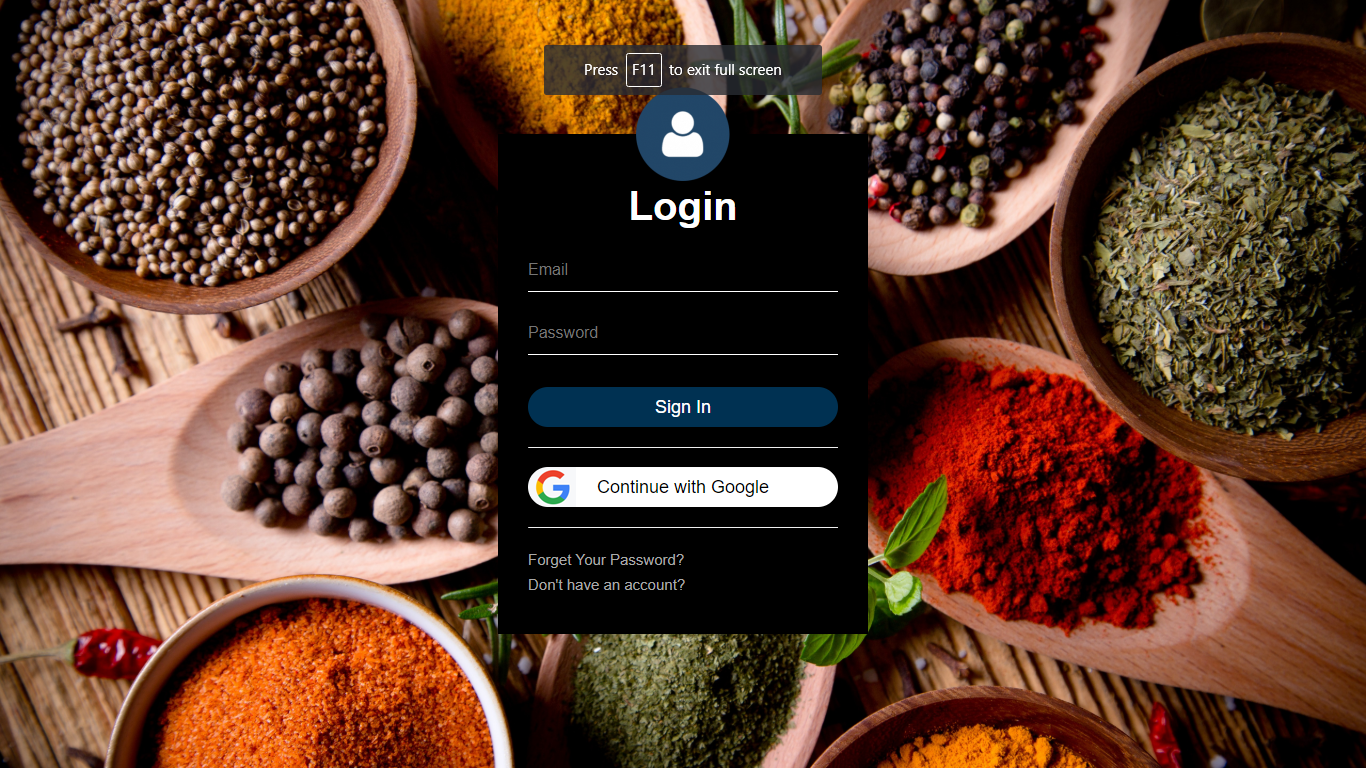 Press F11 to exit full screen
Login
Email
Password
Sign In
Continue with Google
Forget Your Password?
Don't have an account?